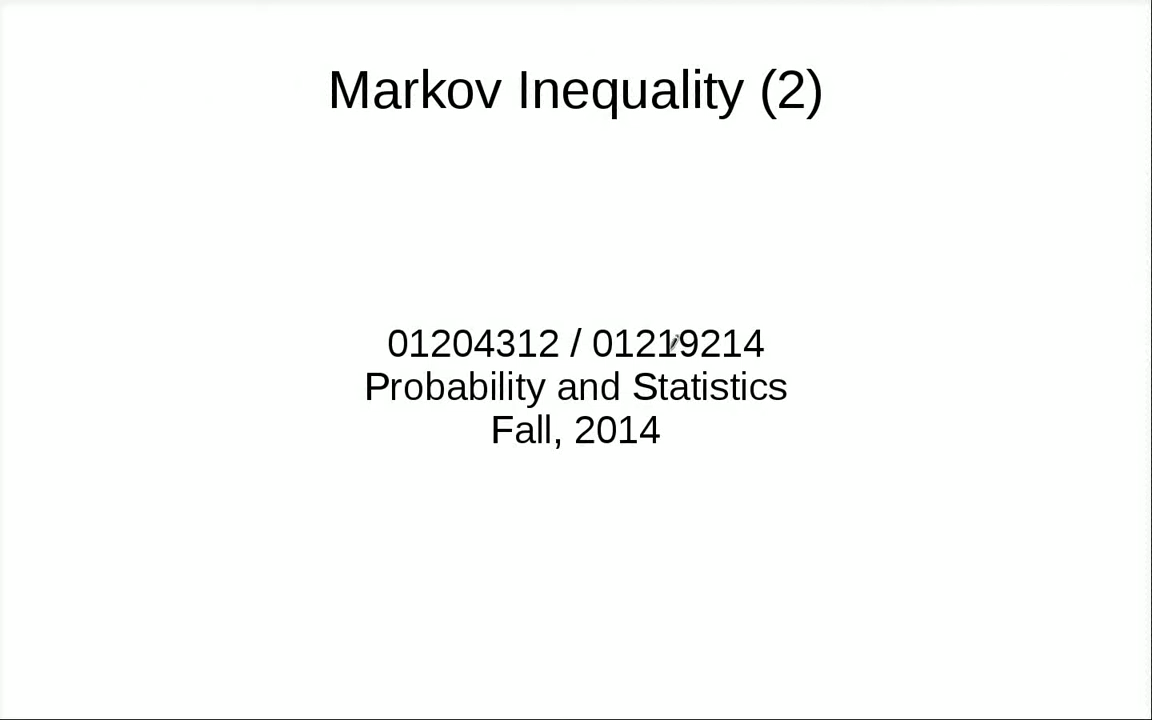 Markov Inequality (2)
01204312 / 01219214
Probability and Statistics
Fall, 2014